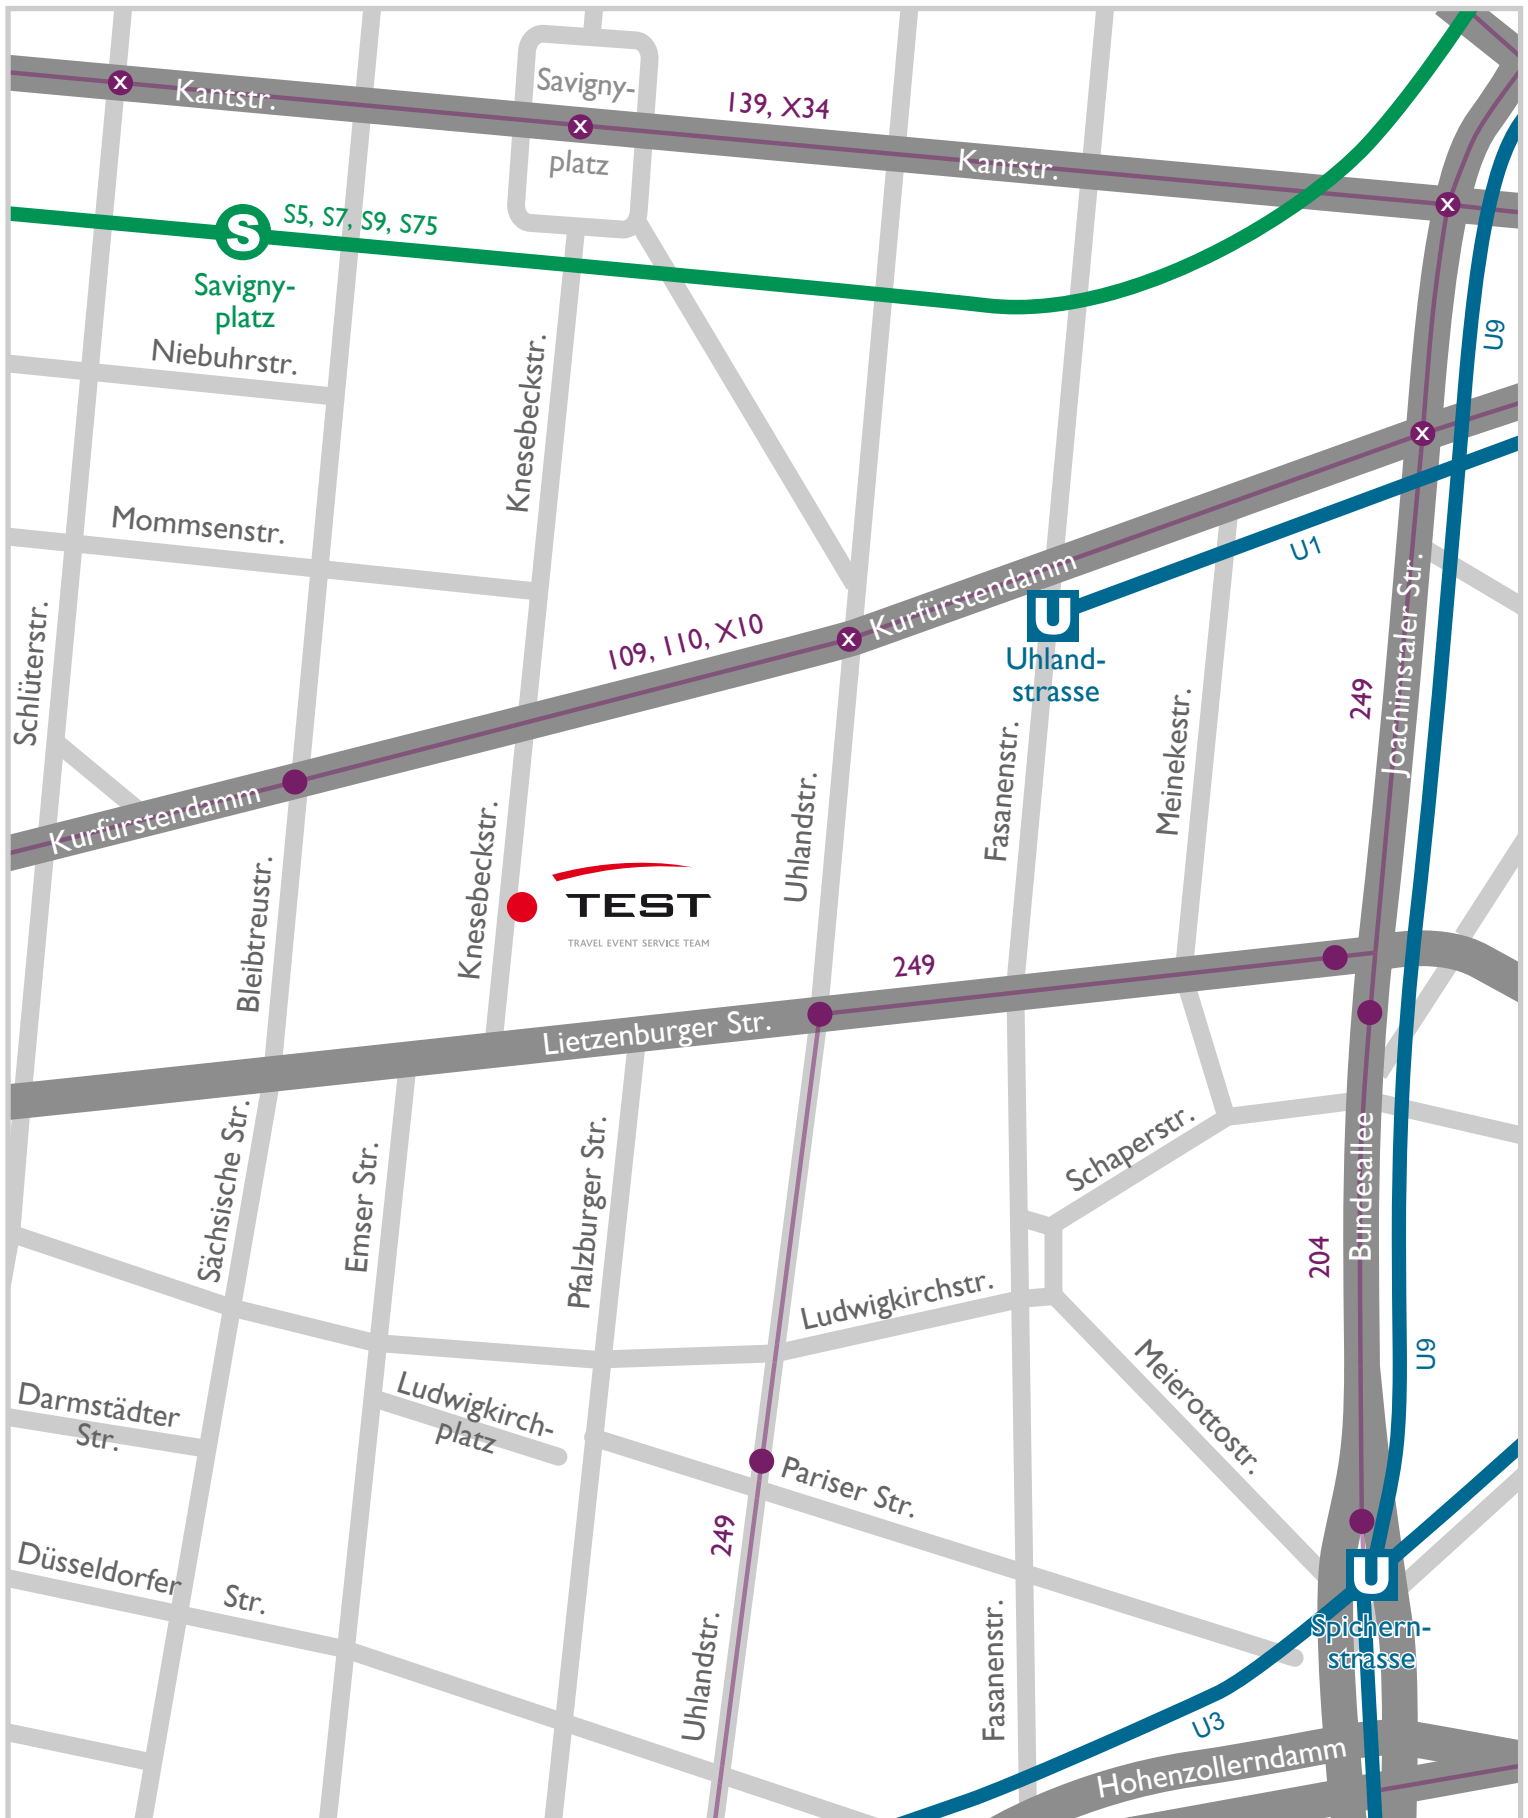 Savigny-
platz
Kantstr.
139, X34
Kantstr.
x
x
x
S
S5, S7, S9, S75
Savigny-
platz
Niebuhrstr.
Knesebeckstr.
U9
x
Mommsenstr.
U1
Kurfürstendamm
U
Uhland-
strasse
109, 110, X10
x
Schlüterstr.
Joachimstaler Str.
249
Meinekestr.
Fasanenstr.
Uhlandstr.
Kurfürstendamm
Knesebeckstr.
Bleibtreustr.
TEST
TRAVEL EVENT SERVICE TEAM
249
Lietzenburger Str.
Sächsische Str.
Emser Str.
Pfalzburger Str.
Schaperstr.
Bundesallee
204
Ludwigkirchstr.
U9
Meierottostr.
Darmstädter
Str.
Ludwigkirch-
platz
Pariser Str.
249
Düsseldorfer Str.
Uhlandstr.
Fasanenstr.
U
Spichern-
strasse
U3
Hohenzollerndamm